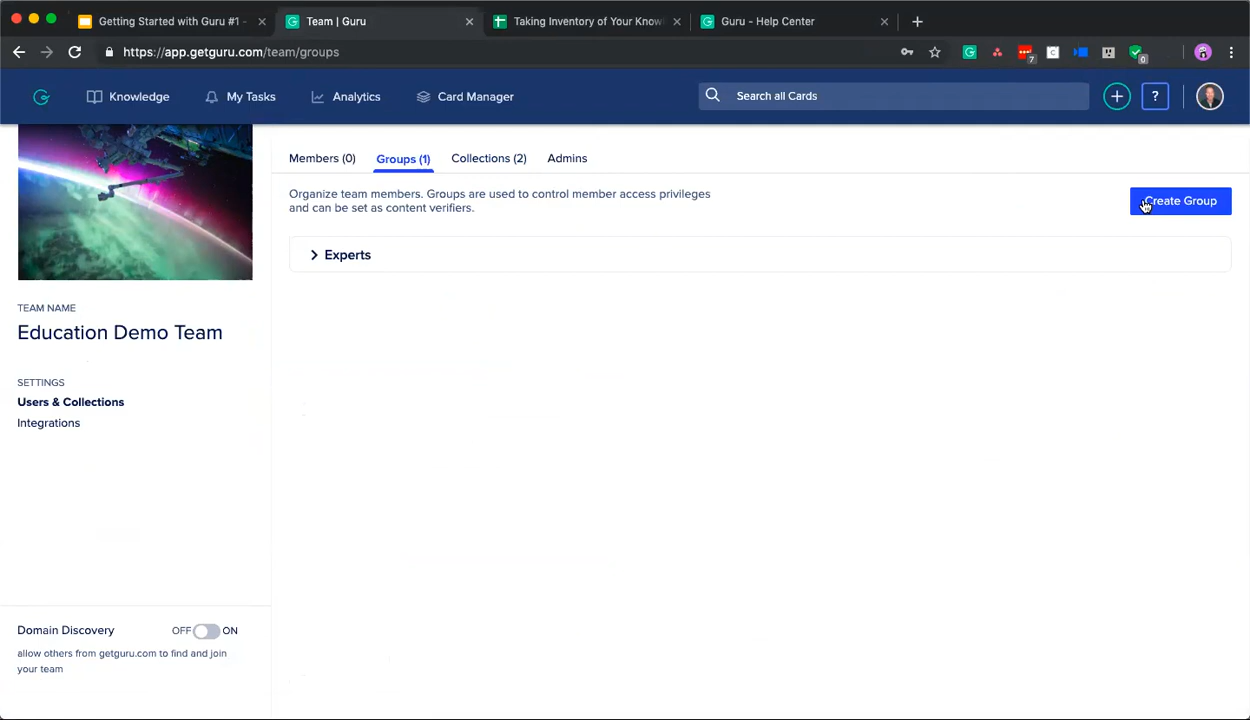 Getting Started with Guru #1 -
Team | Guru
Taking Inventory of Your Know
Guru - Help Center
https://app.getguru.com/team/groups
7
0
Knowledge
My Tasks
Analytics
Card Manager
Search all Cards
?
Members (0)
Groups (1)
Collections (2)
Admins
Organize team members. Groups are used to control member access privileges
and can be set as content verifiers.
Create Group
Experts
TEAM NAME
Education Demo Team
SETTINGS
Users & Collections
Integrations
Domain Discovery
OFF ON
allow others from getguru.com to find and join
your team